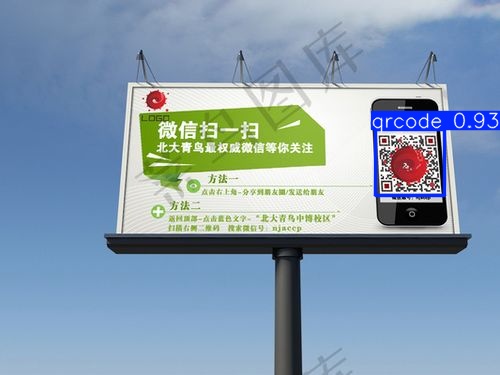 LOGO
微信扫一扫
北大青鸟最权威微信等你关注
方法一
点击右上角-分享到朋友圈/发送给朋友
方法二
返回顶部-点击蓝色文字-“北大青鸟中博校区”
扫描右侧二维码 搜索微信号：njaccp
qrcode 0.93